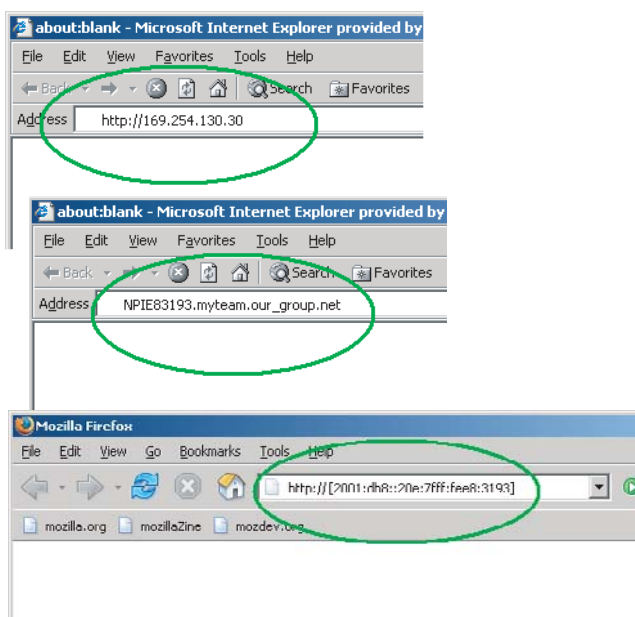 about:blank - Microsoft Internet Explorer provided by
File Edit View Favorites Tools Help
Back Search Favorites
Address http://169.254.130.30
about:blank - Microsoft Internet Explorer provided by
File Edit View Favorites Tools Help
Back Search Favorites
Address NPIE83193.myteam.our_group.net
Mozilla Firefox
File Edit View Go Bookmarks Tools Help
http://[2001:db8::20e:7fff:fee8:3193]
mozilla.org mozillaZine mozdev.org